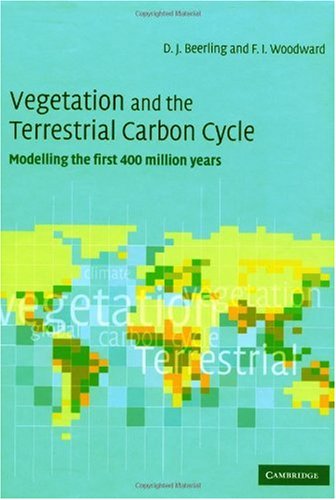 D. J. Beerling and F. I. Woodward
Vegetation and the
Terrestrial Carbon Cycle
Modelling the first 400 million years
climate
vegetation
vegetation
global carbon cycle
Terrestrial
CAMBRIDGE